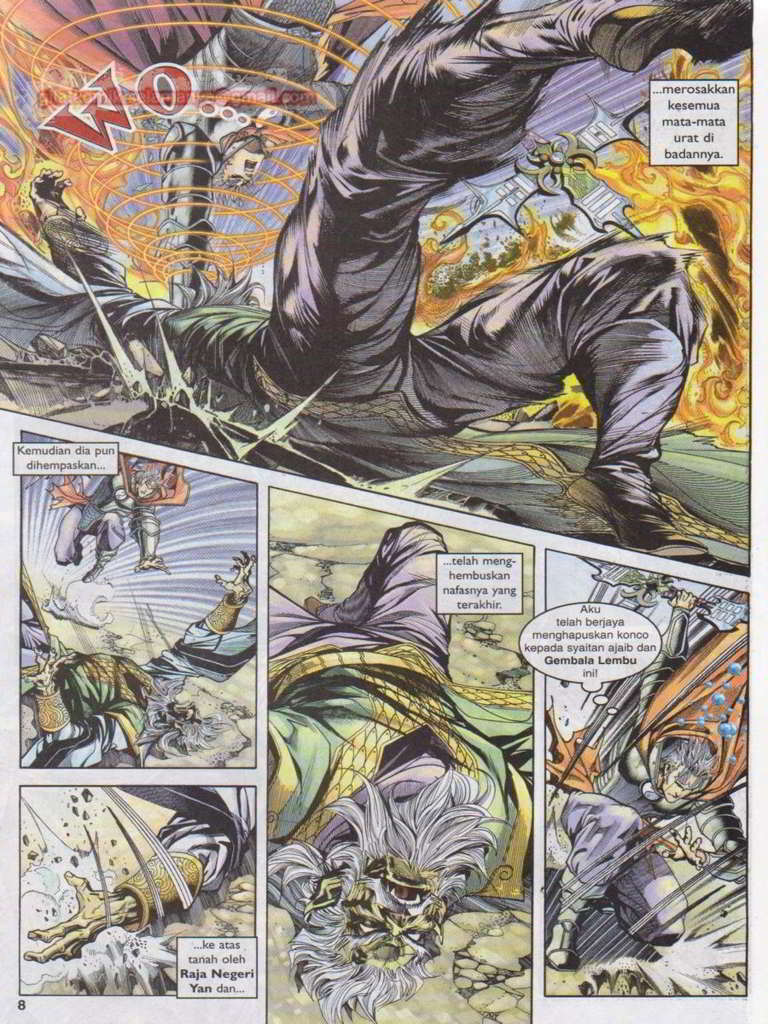 WO...
...merosakkan
kesemua
mata-mata
urat di
badannya.
Kemudian dia pun
dihempaskan...
...ke atas
tanah oleh
Raja Negeri
Yan dan...
...telah meng-
hembuskan
nafasnya yang
terakhir.
Aku
telah berjaya
menghapuskan konco
kepada syaitan ajaib dan
Gembala Lembu
ini!
8